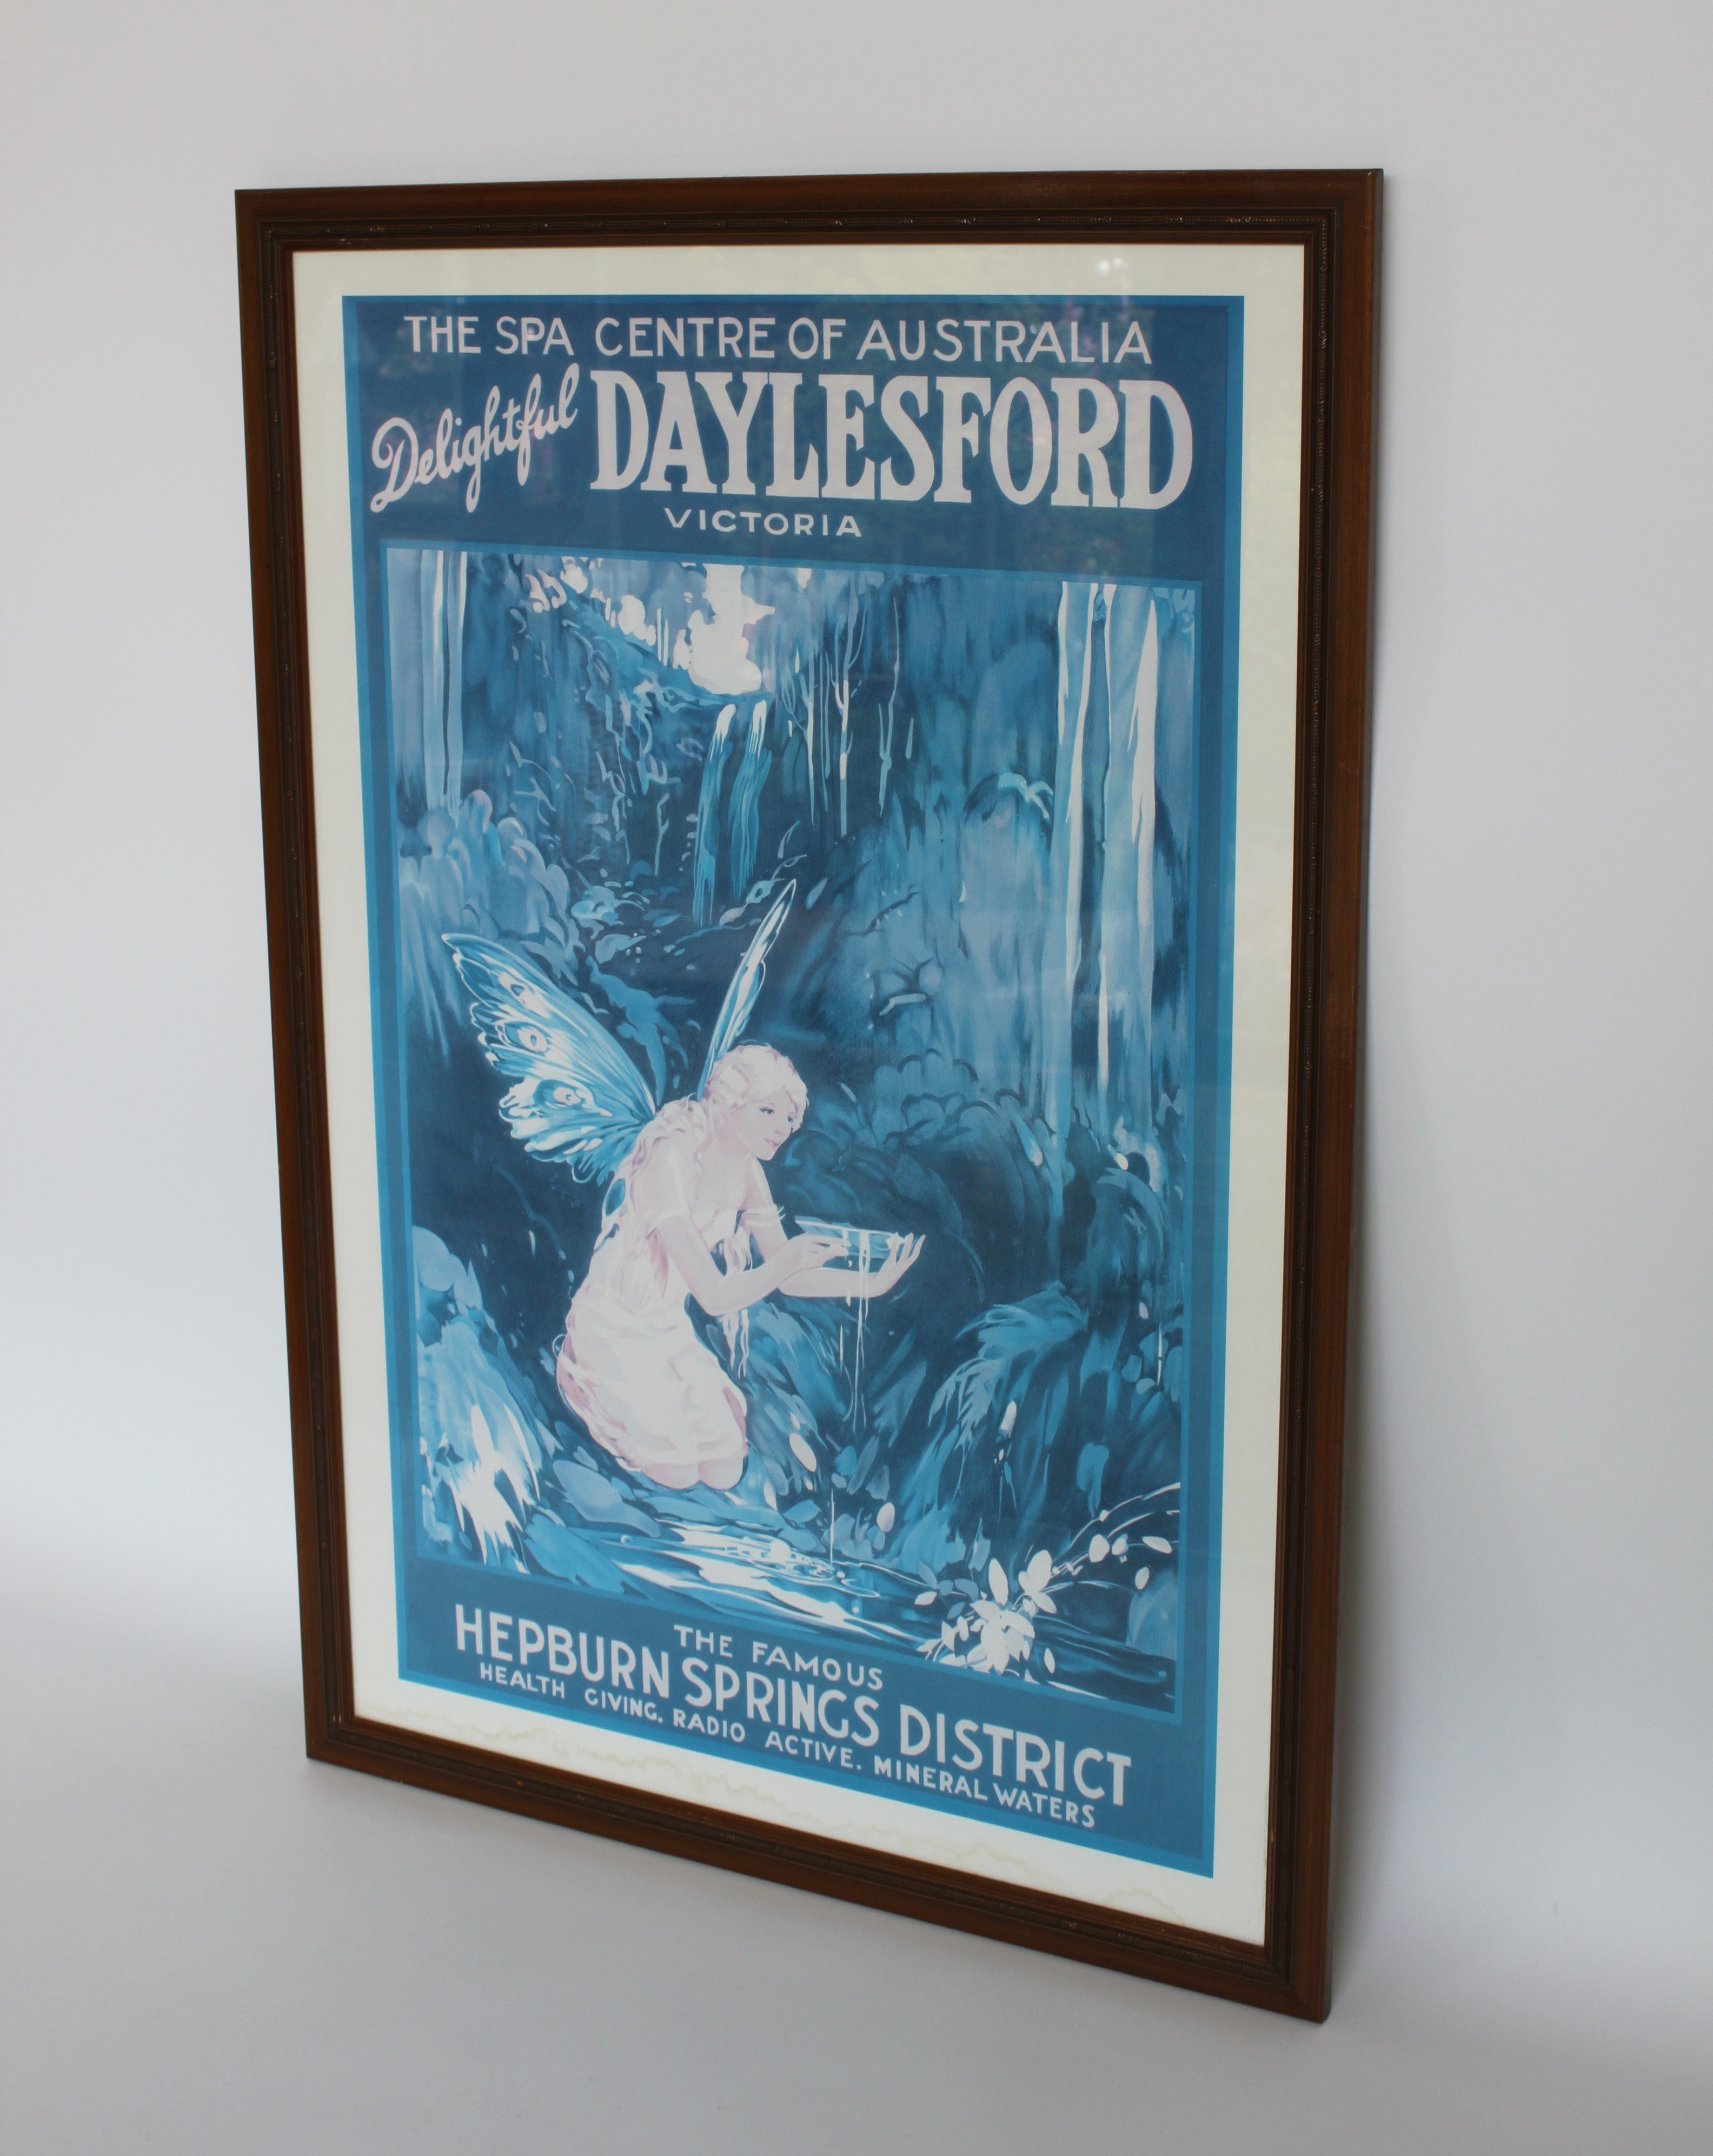 THE SPA CENTRE OF AUSTRALIA
Delightful DAYLESFORD
VICTORIA
THE FAMOUS
HEPBURN SPRINGS DISTRICT
HEALTH GIVING. RADIO ACTIVE. MINERAL WATERS